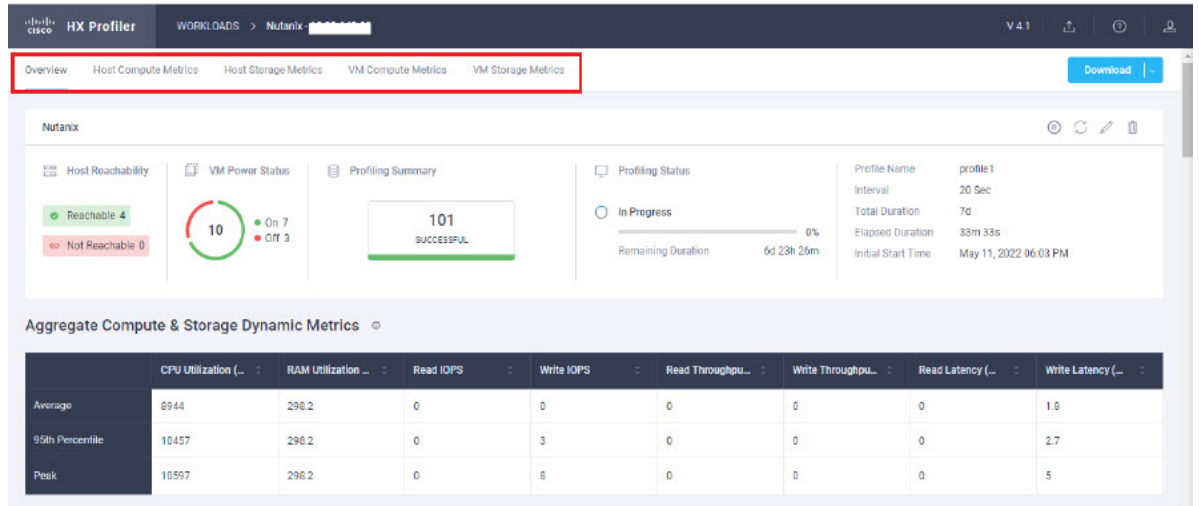 cisco HX Profiler WORKLOADS > Nutanix - V 4.1
Overview Host Compute Metrics Host Storage Metrics VM Compute Metrics VM Storage Metrics Download
Nutanix
Host Reachability VM Power Status Profiling Summary Profiling Status
Reachable 4
Not Reachable 0
10
On 7
Off 3
101
SUCCESSFUL
In Progress
0%
Remaining Duration 6d 23h 26m
Profile Name profile1
Interval 20 Sec
Total Duration 7d
Elapsed Duration 33m 33s
Initial Start Time May 11, 2022 06:03 PM
Aggregate Compute & Storage Dynamic Metrics
CPU Utilization (... RAM Utilization ... Read IOPS Write IOPS Read Throughpu... Write Throughpu... Read Latency (... Write Latency (...
Average 8944 298.2 0 0 0 0 0 1.8
95th Percentile 10457 298.2 0 3 0 0 0 2.7
Peak 10597 298.2 0 8 0 0 0 5